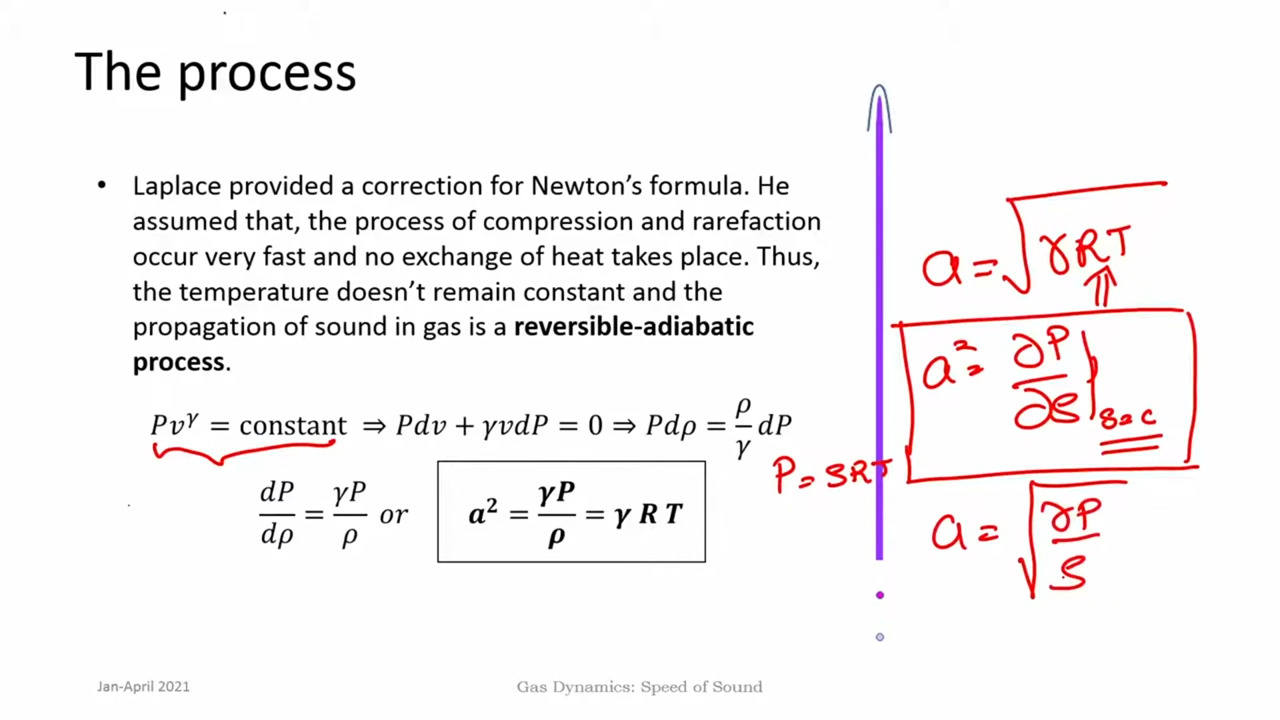 The process
• Laplace provided a correction for Newton's formula. He
assumed that, the process of compression and rarefaction
occur very fast and no exchange of heat takes place. Thus,
the temperature doesn't remain constant and the
propagation of sound in gas is a reversible-adiabatic
process.
Pv^γ = constant ⇒ Pdv + γvdP = 0 ⇒ Pdρ = ρ/γ dP
dP/dρ = γP/ρ or a² = γP/ρ = γ R T
a = √γRT
a² = ∂P/∂ρ|s=c
P = ρRT
a = √γP/ρ
Jan-April 2021
Gas Dynamics: Speed of Sound